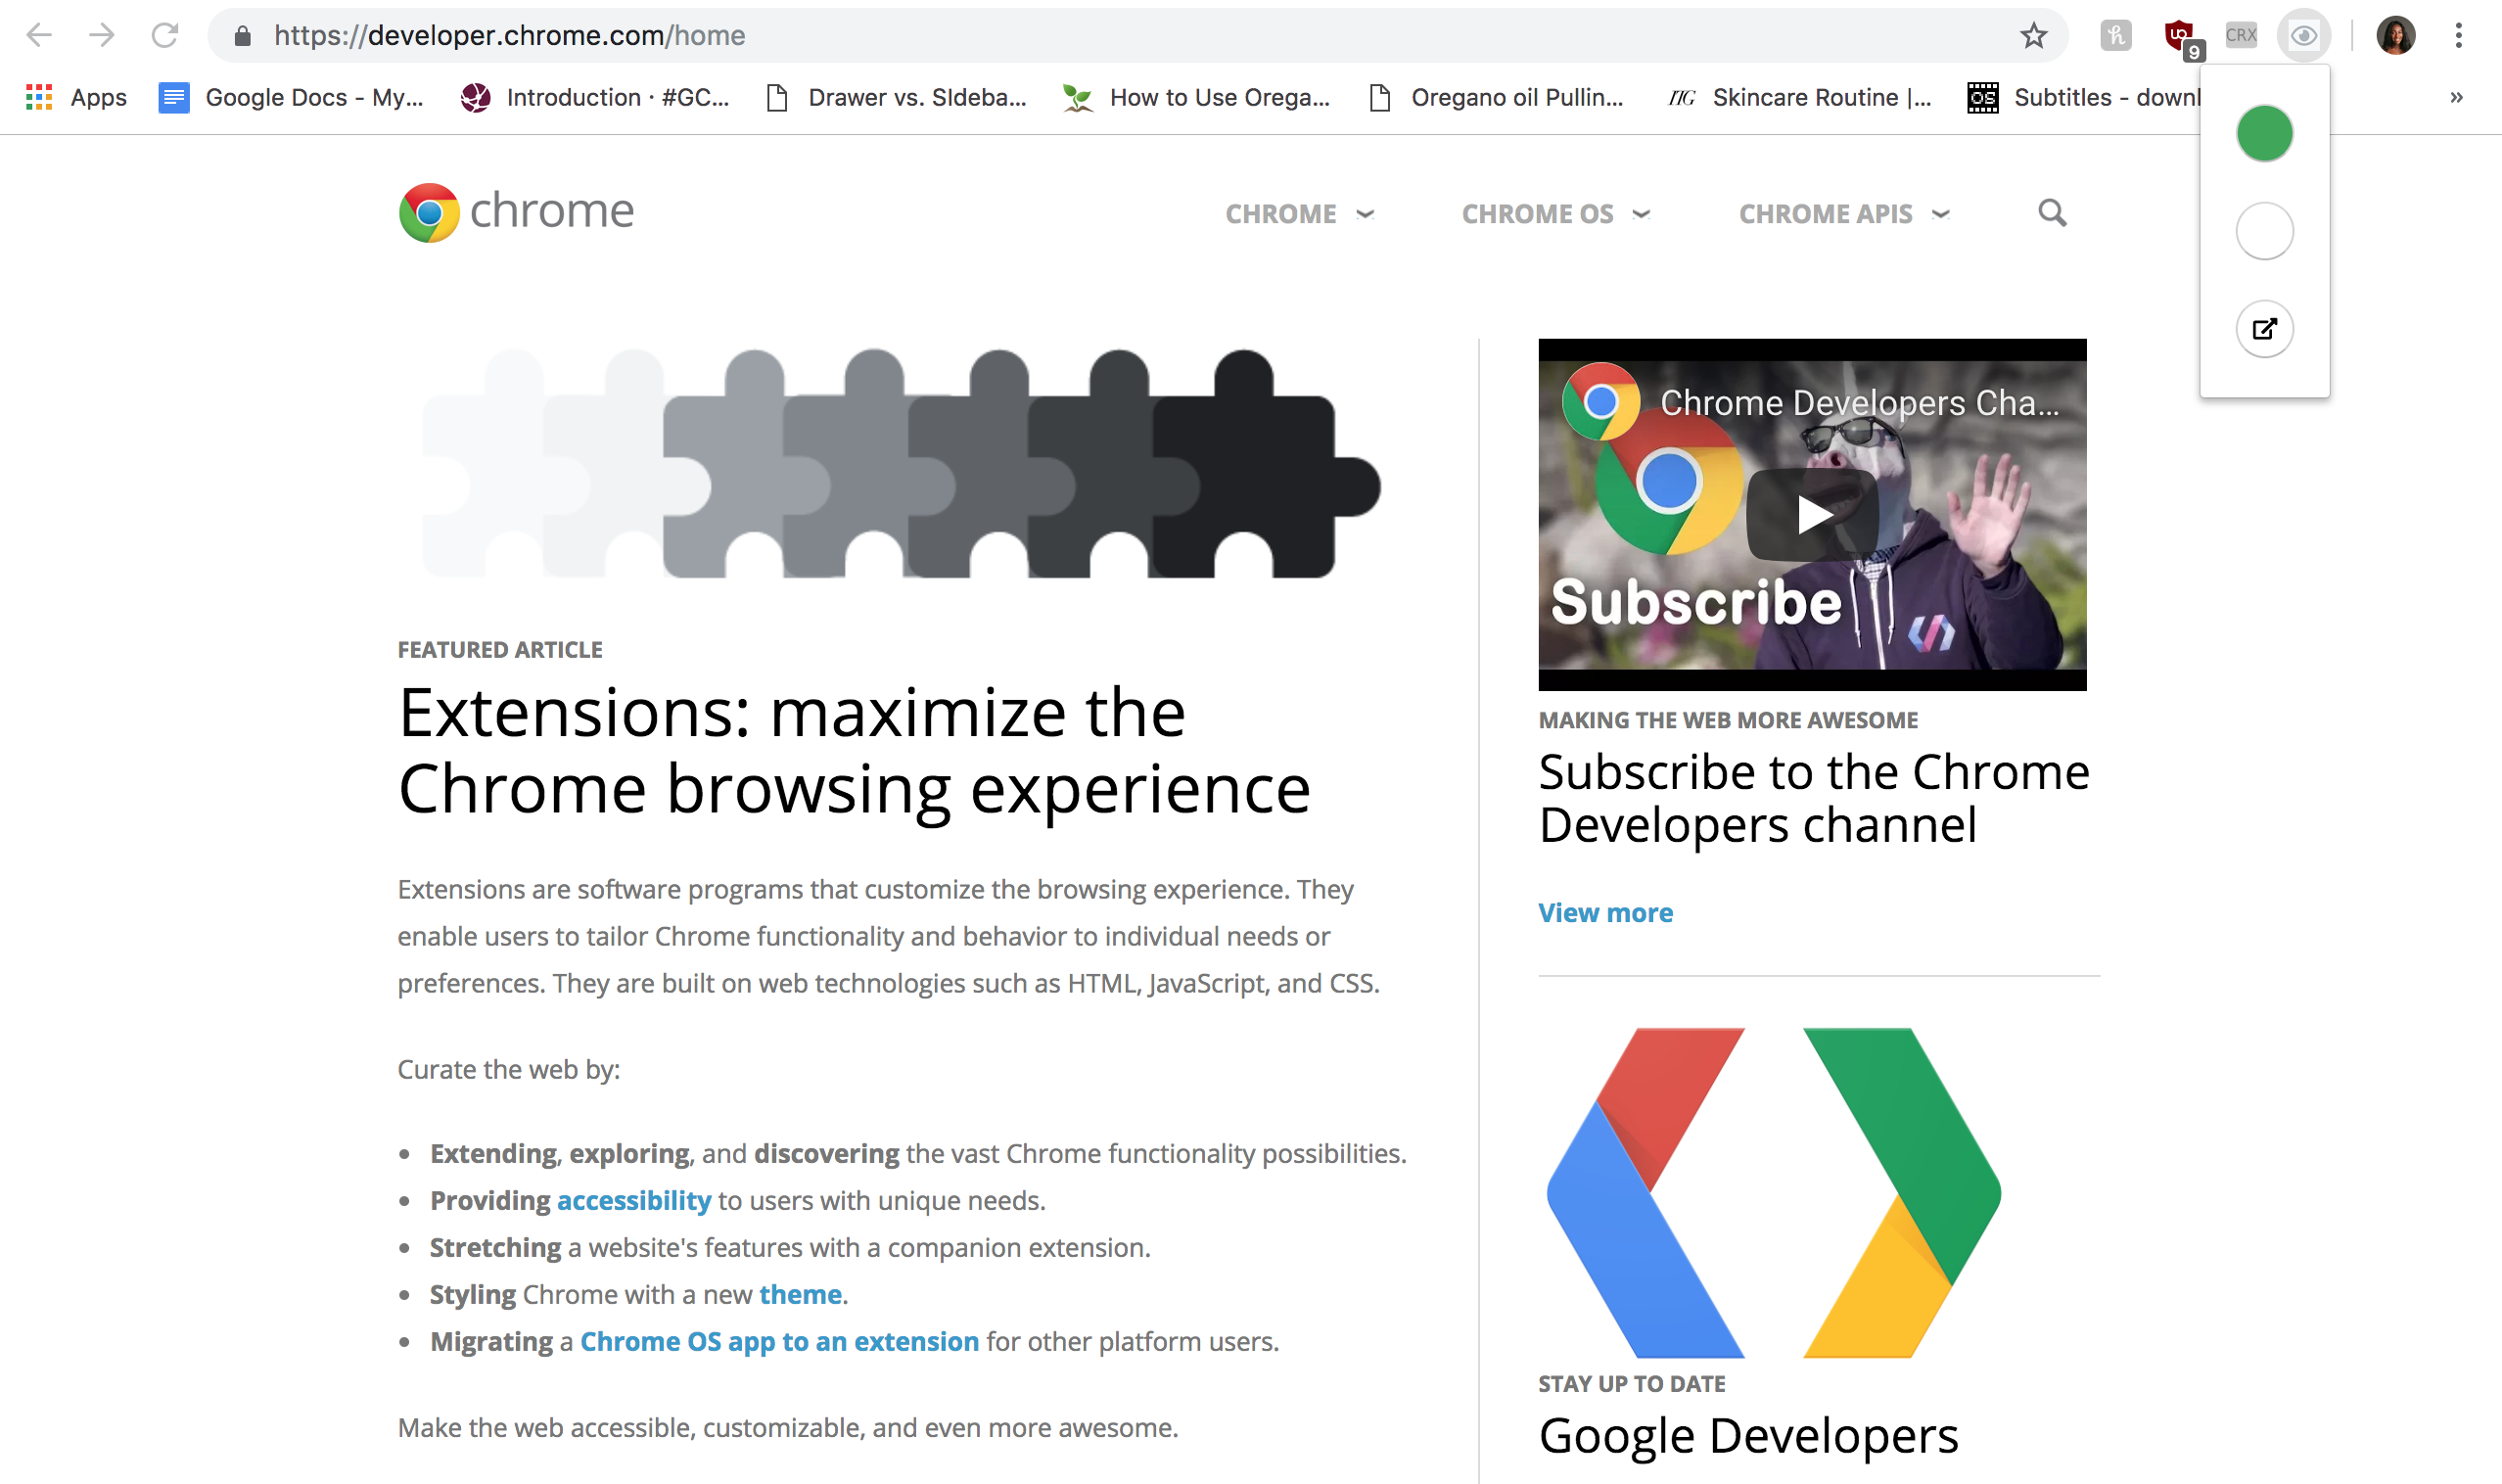 https://developer.chrome.com/home
9
CRX
Apps
Google Docs - My...
Introduction · #GC...
Drawer vs. SIdeba...
How to Use Orega...
Oregano oil Pullin...
Skincare Routine |...
Subtitles - downl
»
chrome
CHROME
CHROME OS
CHROME APIS
Chrome Developers Cha...
Subscribe
FEATURED ARTICLE
Extensions: maximize the
Chrome browsing experience
Extensions are software programs that customize the browsing experience. They
enable users to tailor Chrome functionality and behavior to individual needs or
preferences. They are built on web technologies such as HTML, JavaScript, and CSS.
Curate the web by:
• Extending, exploring, and discovering the vast Chrome functionality possibilities.
• Providing accessibility to users with unique needs.
• Stretching a website's features with a companion extension.
• Styling Chrome with a new theme.
• Migrating a Chrome OS app to an extension for other platform users.
Make the web accessible, customizable, and even more awesome.
MAKING THE WEB MORE AWESOME
Subscribe to the Chrome
Developers channel
View more
STAY UP TO DATE
Google Developers